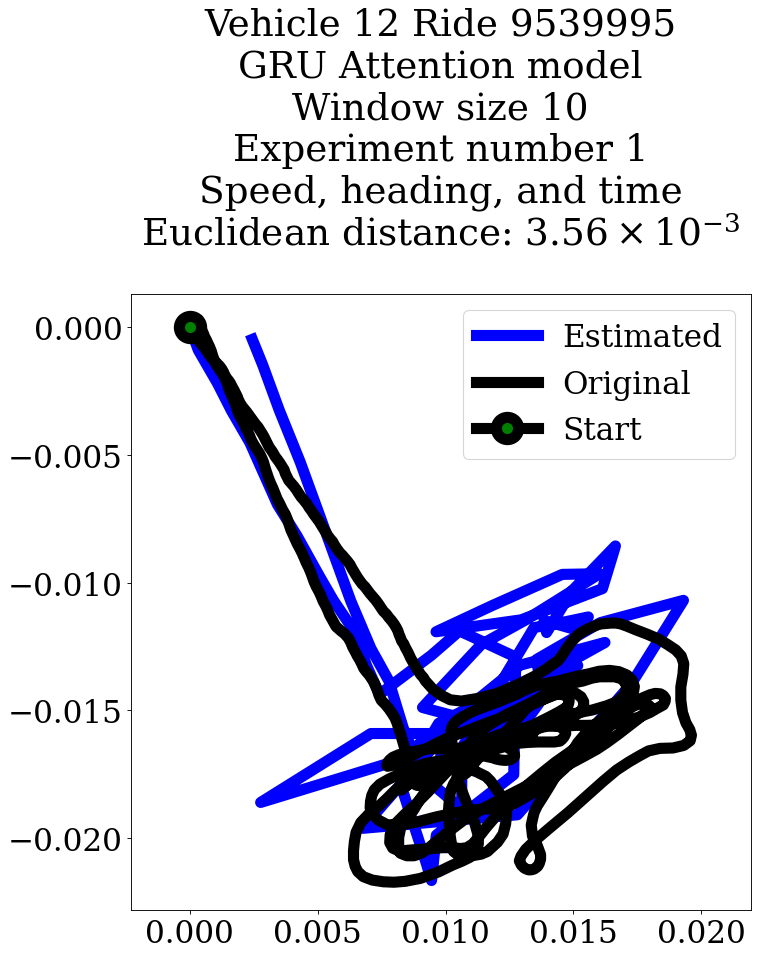 Vehicle 12 Ride 9539995
GRU Attention model
Window size 10
Experiment number 1
Speed, heading, and time
Euclidean distance: 3.56 × 10⁻³
Estimated
Original
Start
0.000
−0.005
−0.010
−0.015
−0.020
0.000 0.005 0.010 0.015 0.020